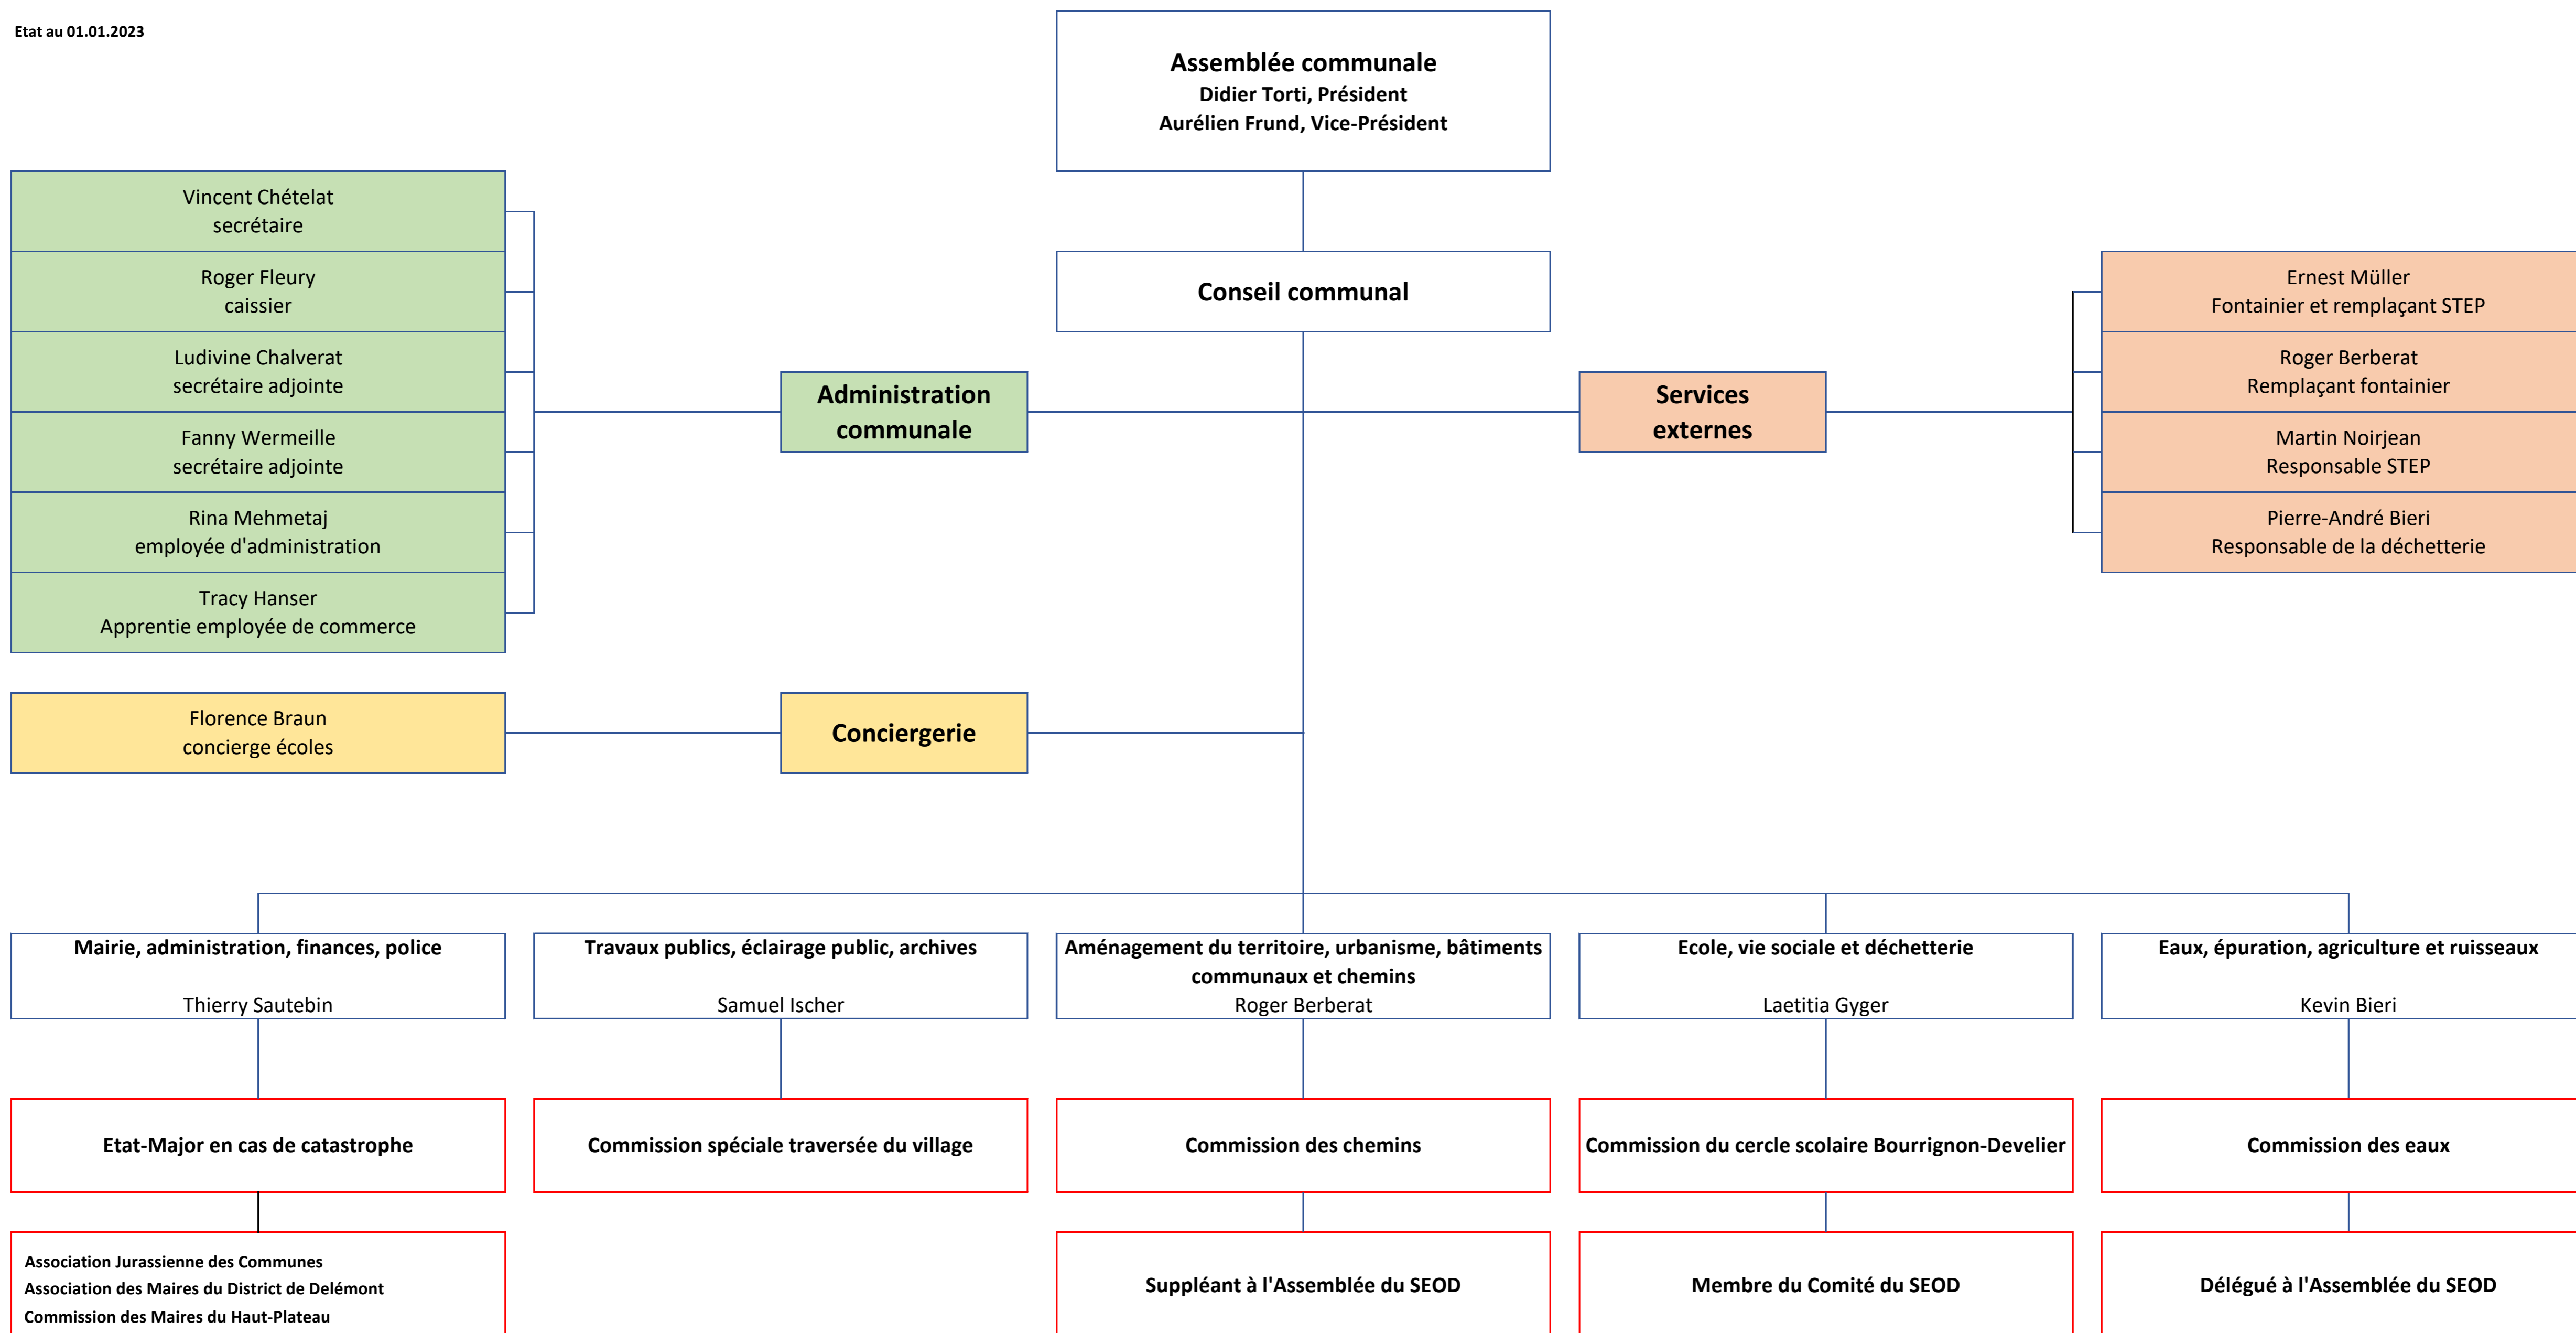 Etat au 01.01.2023
Assemblée communale
Didier Torti, Président
Aurélien Frund, Vice-Président
Conseil communal
Administration
communale
Vincent Chételat
secrétaire
Roger Fleury
caissier
Ludivine Chalverat
secrétaire adjointe
Fanny Wermeille
secrétaire adjointe
Rina Mehmetaj
employée d'administration
Tracy Hanser
Apprentie employée de commerce
Services
externes
Ernest Müller
Fontainier et remplaçant STEP
Roger Berberat
Remplaçant fontainier
Martin Noirjean
Responsable STEP
Pierre-André Bieri
Responsable de la déchetterie
Florence Braun
concierge écoles
Conciergerie
Mairie, administration, finances, police
Thierry Sautebin
Travaux publics, éclairage public, archives
Samuel Ischer
Aménagement du territoire, urbanisme, bâtiments
communaux et chemins
Roger Berberat
Ecole, vie sociale et déchetterie
Laetitia Gyger
Eaux, épuration, agriculture et ruisseaux
Kevin Bieri
Etat-Major en cas de catastrophe
Commission spéciale traversée du village
Commission des chemins
Commission du cercle scolaire Bourrignon-Develier
Commission des eaux
Association Jurassienne des Communes
Association des Maires du District de Delémont
Commission des Maires du Haut-Plateau
Suppléant à l'Assemblée du SEOD
Membre du Comité du SEOD
Délégué à l'Assemblée du SEOD